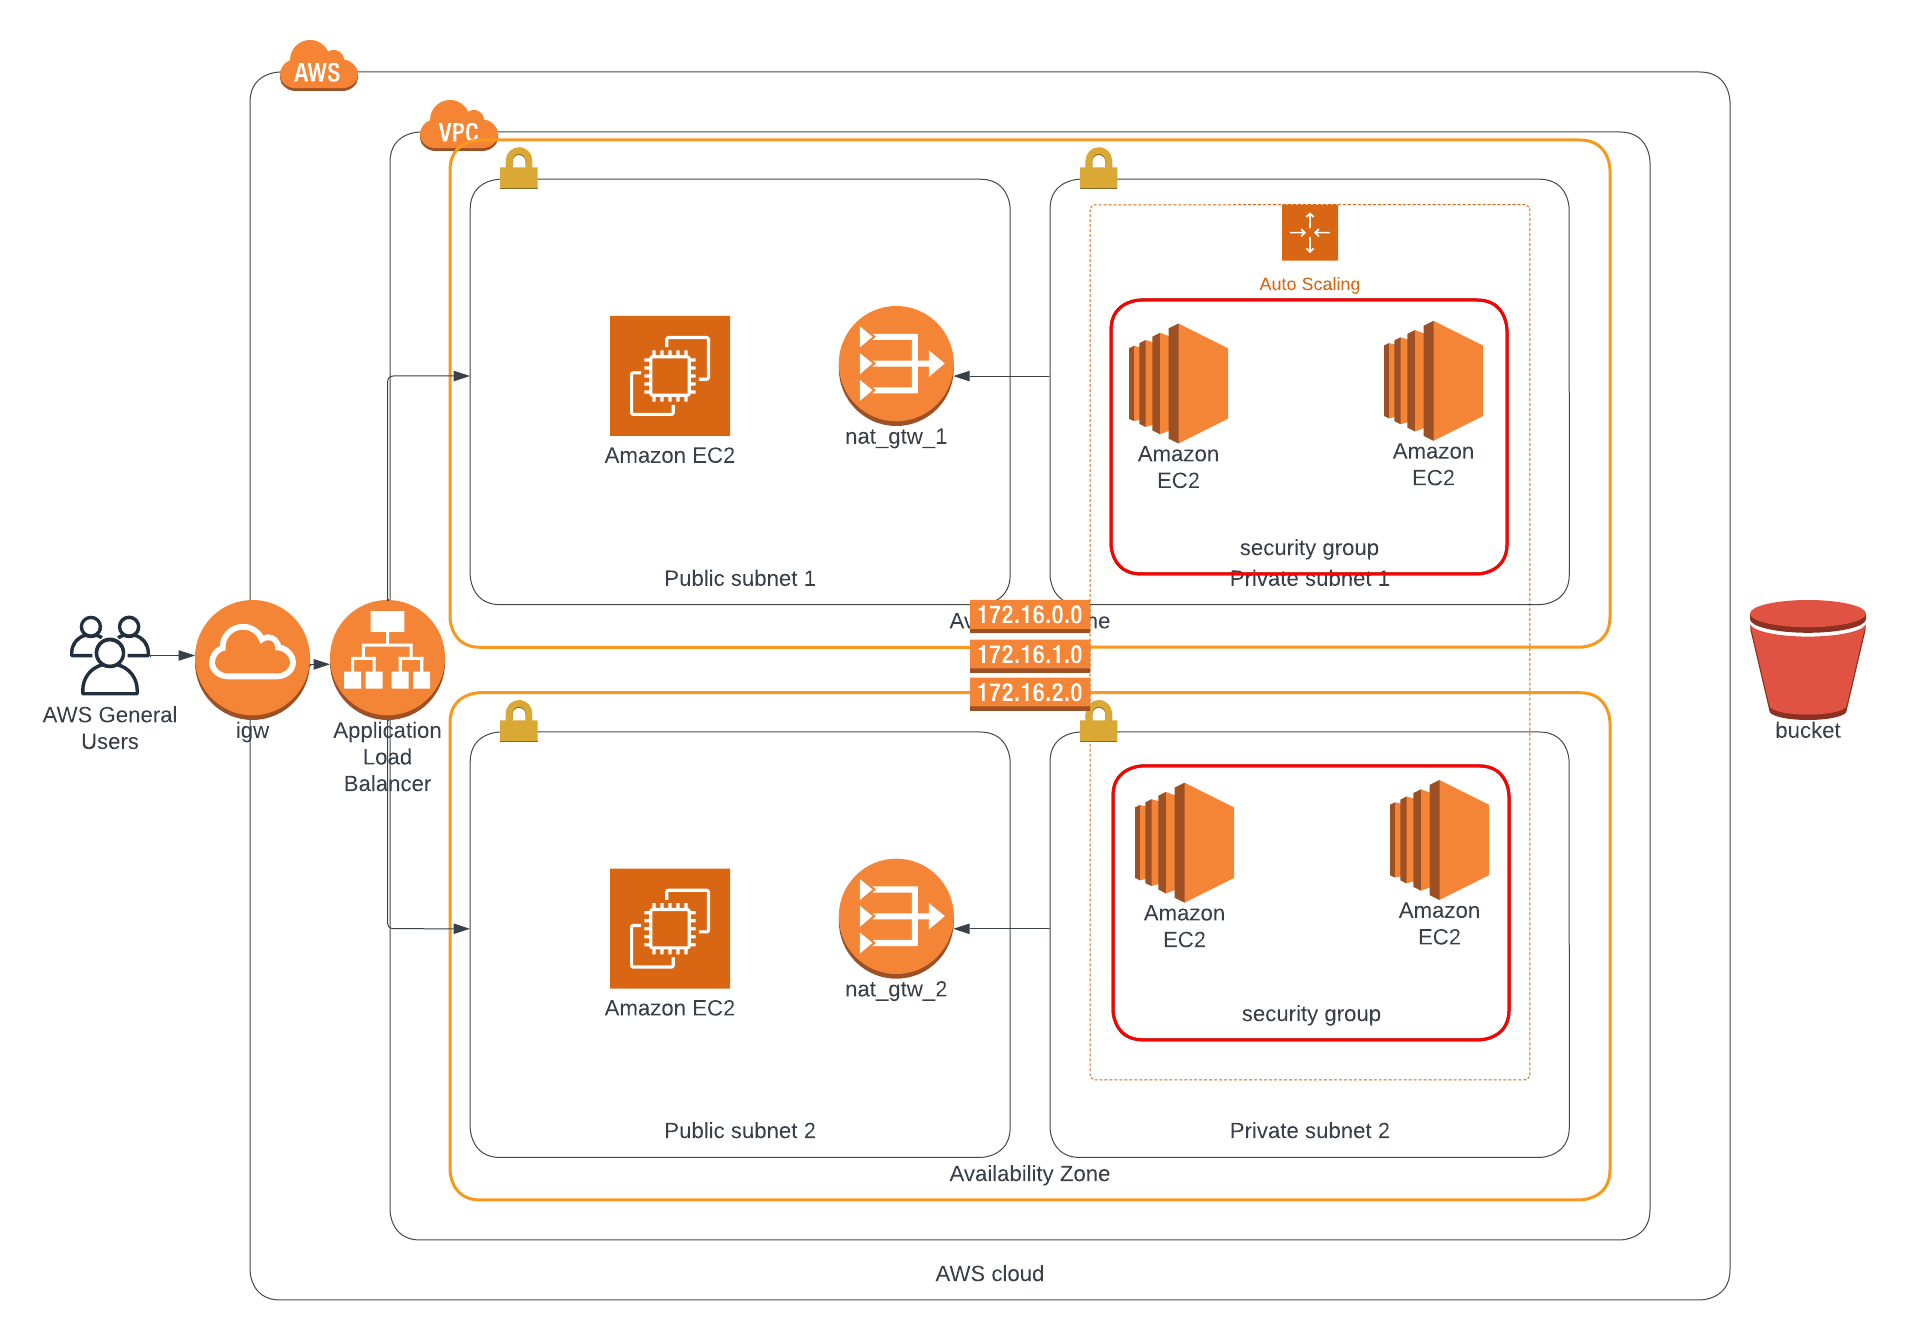 AWS
VPC
Auto Scaling
Amazon EC2
nat_gtw_1
Amazon
EC2
Amazon
EC2
security group
Public subnet 1
Private subnet 1
172.16.0.0
172.16.1.0
172.16.2.0
AWS General
Users
igw
Application
Load
Balancer
bucket
Amazon EC2
nat_gtw_2
Amazon
EC2
Amazon
EC2
security group
Public subnet 2
Private subnet 2
Availability Zone
AWS cloud